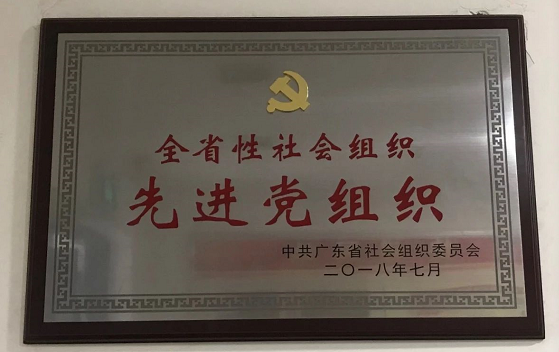 全省性社会组织
先进党组织
中共广东省社会组织委员会
二〇一八年七月